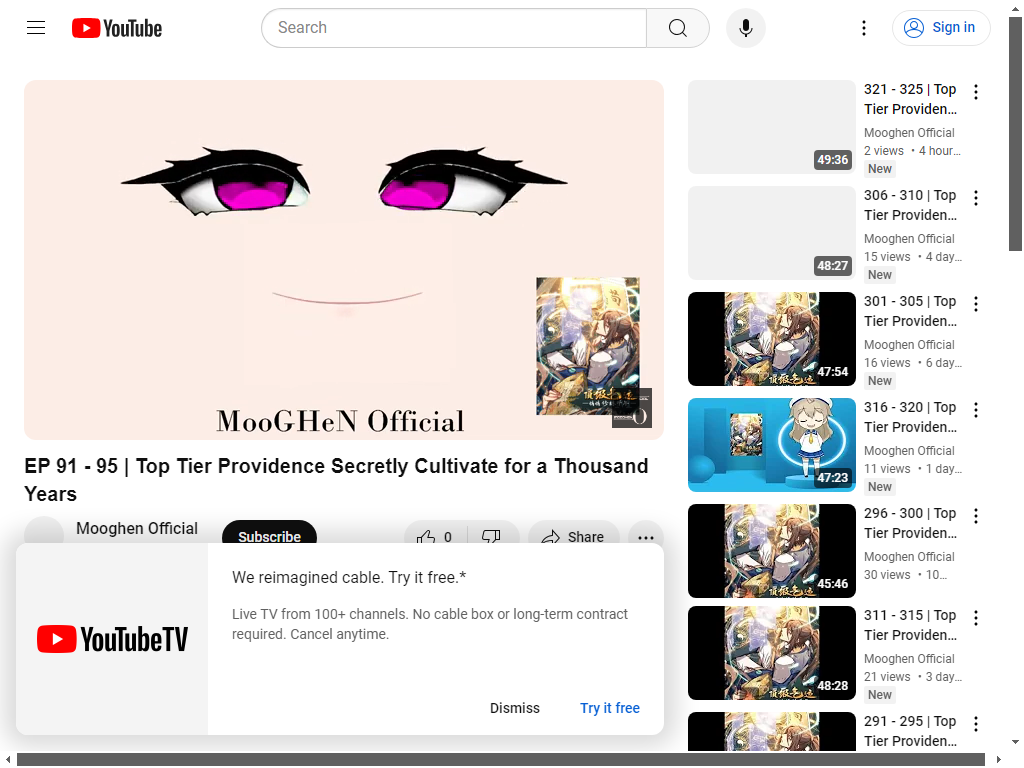 YouTube
Search
Sign in
MooGHeN Official
EP 91 - 95 | Top Tier Providence Secretly Cultivate for a Thousand
Years
Mooghen Official
Subscribe
0
Share
We reimagined cable. Try it free.*
Live TV from 100+ channels. No cable box or long-term contract
required. Cancel anytime.
YouTubeTV
Dismiss
Try it free
49:36
321 - 325 | Top
Tier Providen...
Mooghen Official
2 views • 4 hour...
New
48:27
306 - 310 | Top
Tier Providen...
Mooghen Official
15 views • 4 day...
New
47:54
301 - 305 | Top
Tier Providen...
Mooghen Official
16 views • 6 day...
New
47:23
316 - 320 | Top
Tier Providen...
Mooghen Official
11 views • 1 day...
New
45:46
296 - 300 | Top
Tier Providen...
Mooghen Official
30 views • 10...
48:28
311 - 315 | Top
Tier Providen...
Mooghen Official
21 views • 3 day...
New
291 - 295 | Top
Tier Providen...